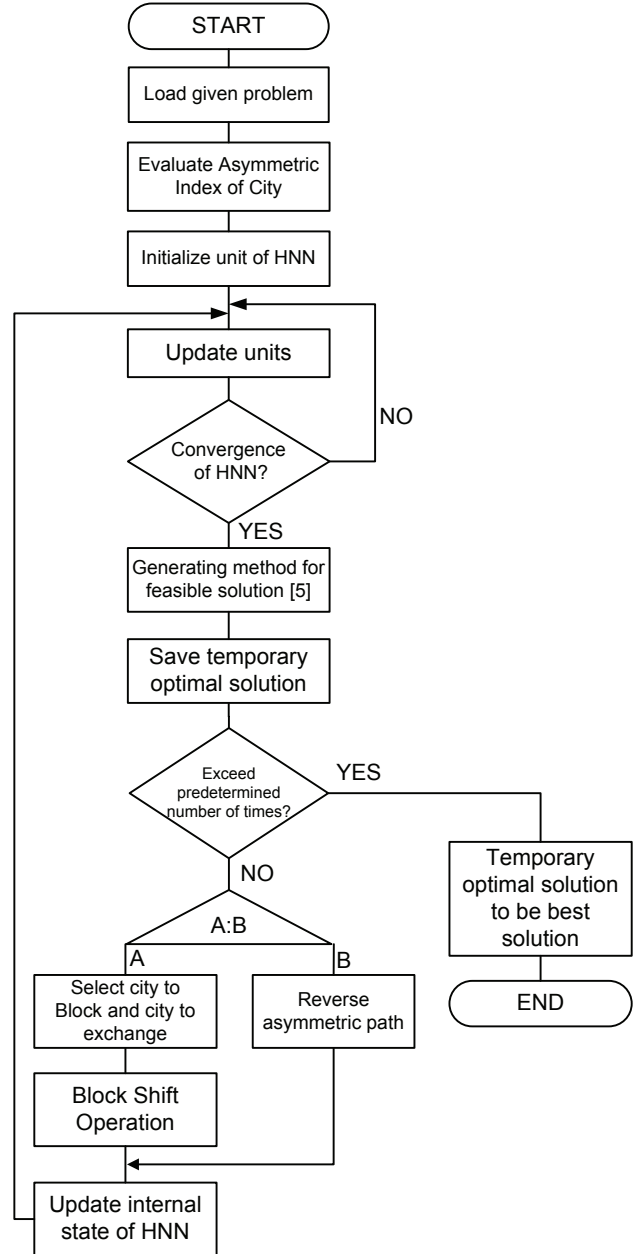 START
Load given problem
Evaluate Asymmetric
Index of City
Initialize unit of HNN
Update units
NO
Convergence
of HNN?
YES
Generating method for
feasible solution [5]
Save temporary
optimal solution
Exceed
predetermined
number of times?
YES
NO
Temporary
optimal solution
to be best
solution
A:B
A
B
Select city to
Block and city to
exchange
Reverse
asymmetric path
END
Block Shift
Operation
Update internal
state of HNN